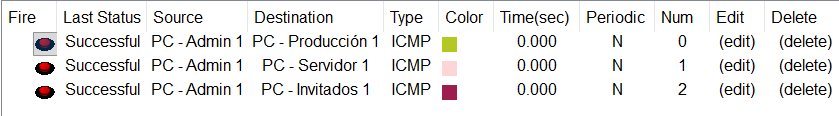 Fire Last Status Source Destination Type Color Time(sec) Periodic Num Edit Delete
Successful PC - Admin 1 PC - Producción 1 ICMP 0.000 N 0 (edit) (delete)
Successful PC - Admin 1 PC - Servidor 1 ICMP 0.000 N 1 (edit) (delete)
Successful PC - Admin 1 PC - Invitados 1 ICMP 0.000 N 2 (edit) (delete)